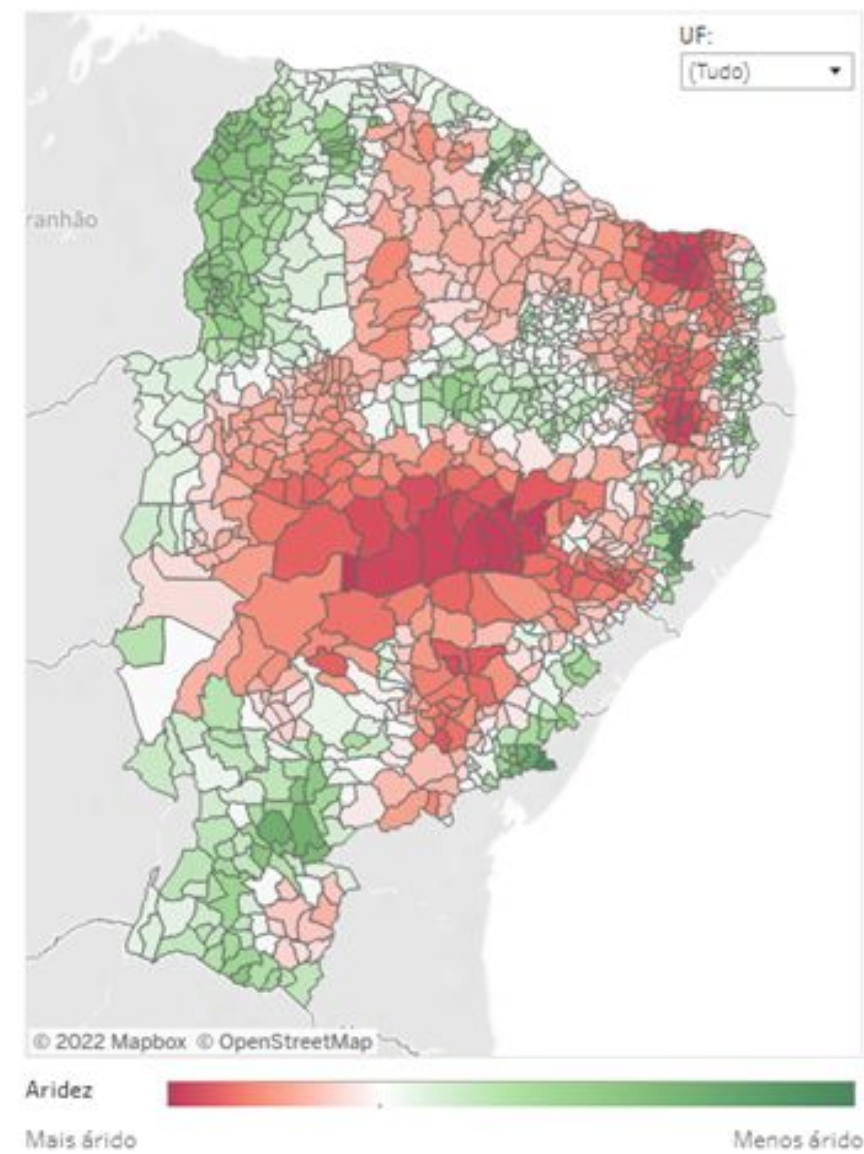 UF:
(Tudo)
ranhão
© 2022 Mapbox © OpenStreetMap
Aridez
Mais árido
Menos árido